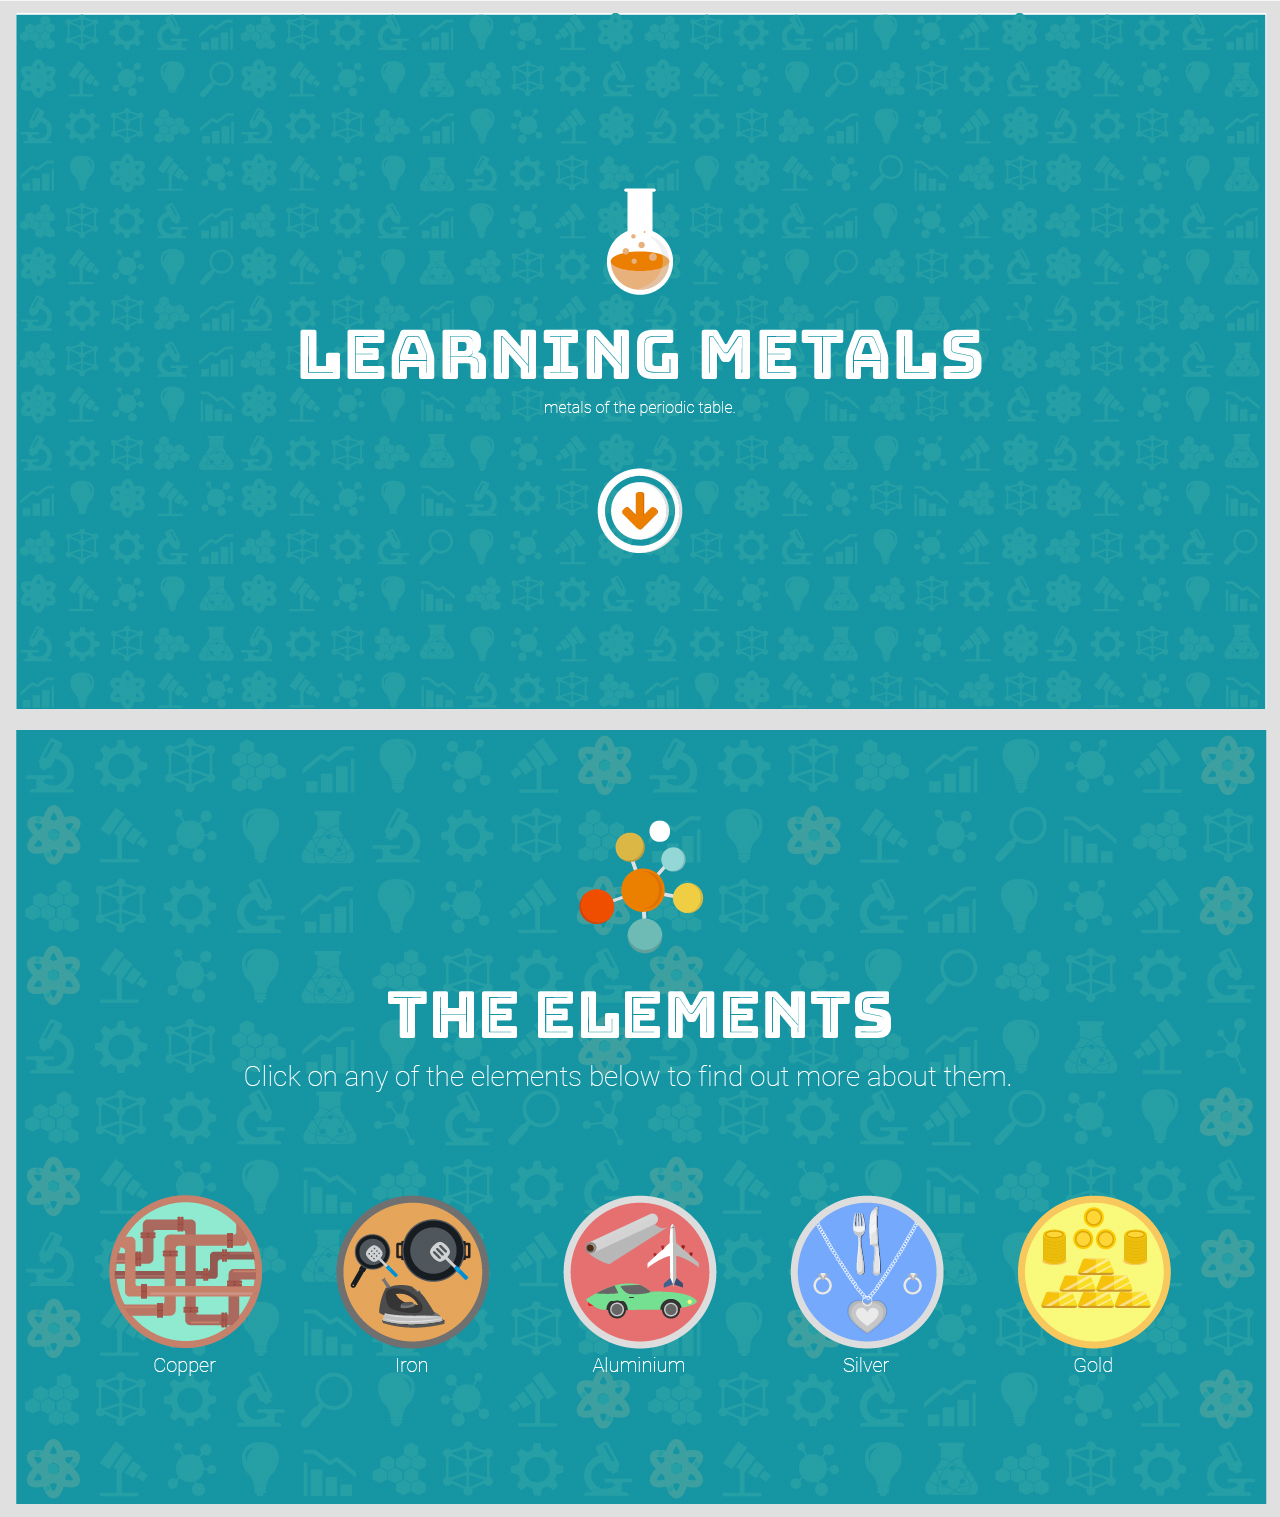 LEARNING METALS
metals of the periodic table.
THE ELEMENTS
Click on any of the elements below to find out more about them.
Copper
Iron
Aluminium
Silver
Gold